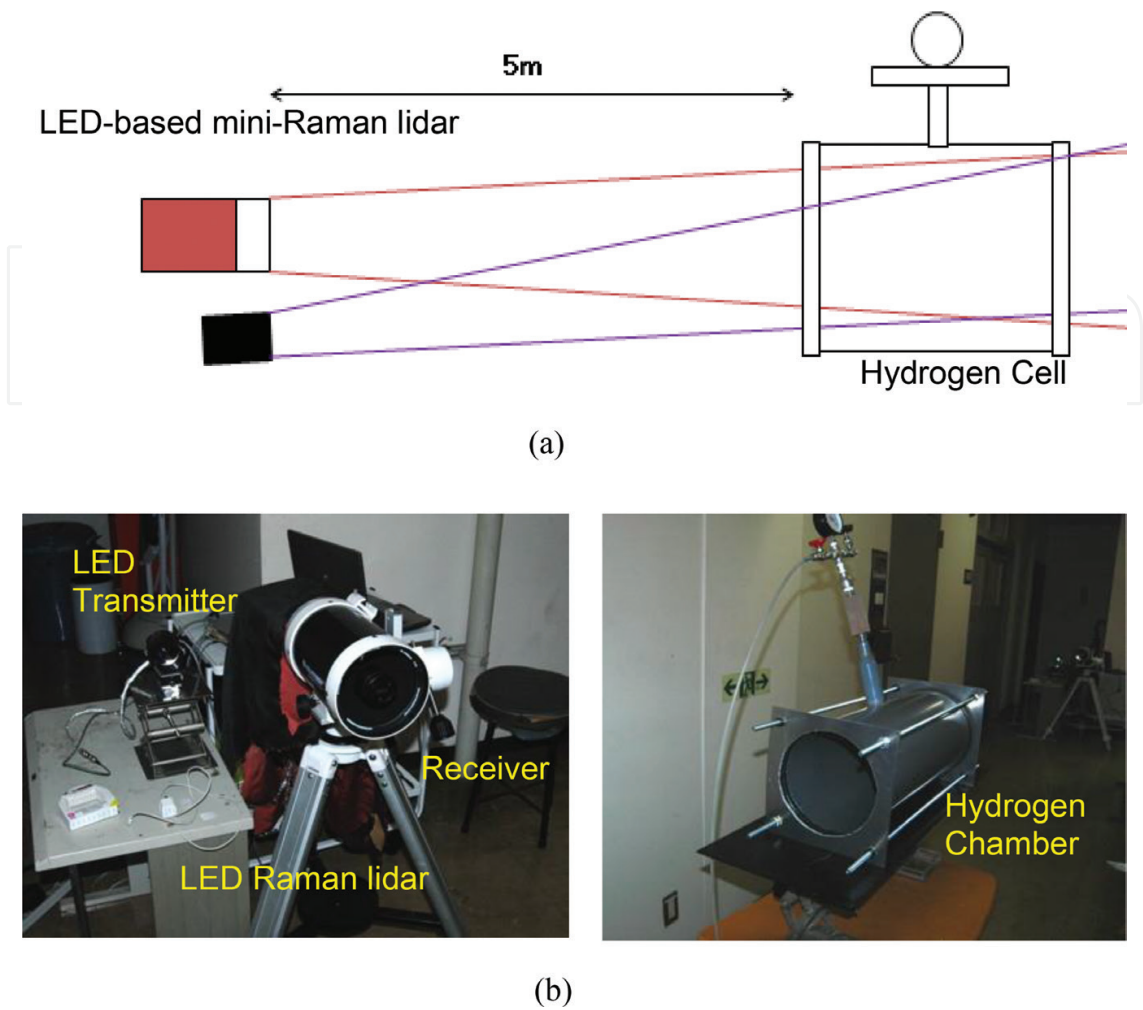 5m
LED-based mini-Raman lidar
Hydrogen Cell
(a)
LED
Transmitter
Receiver
LED Raman lidar
Hydrogen
Chamber
(b)